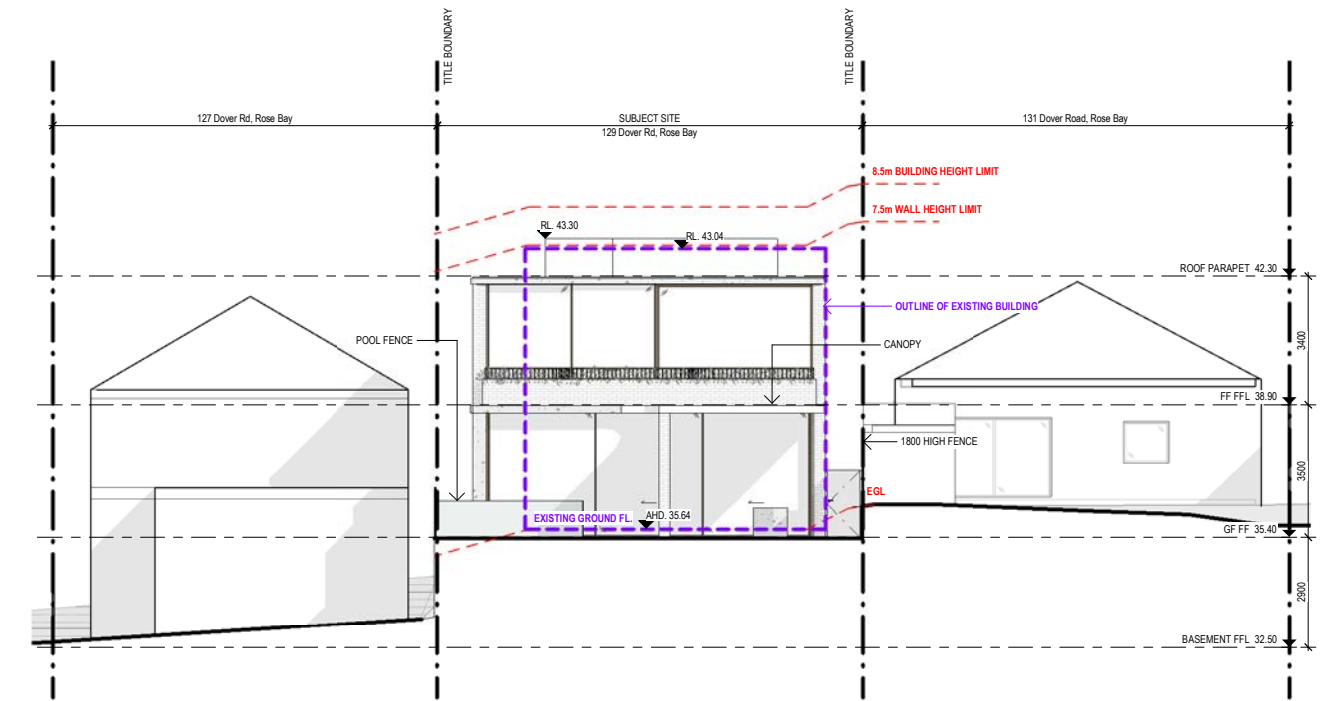 TITLE BOUNDARY
TITLE BOUNDARY
127 Dover Rd, Rose Bay
SUBJECT SITE
129 Dover Rd, Rose Bay
131 Dover Road, Rose Bay
8.5m BUILDING HEIGHT LIMIT
7.5m WALL HEIGHT LIMIT
RL. 43.30
RL. 43.04
ROOF PARAPET 42.30
OUTLINE OF EXISTING BUILDING
POOL FENCE
CANOPY
3400
FF FFL 38.90
1800 HIGH FENCE
3500
EGL
EXISTING GROUND FL.
AHD. 35.64
GF FF 35.40
2900
BASEMENT FFL 32.50